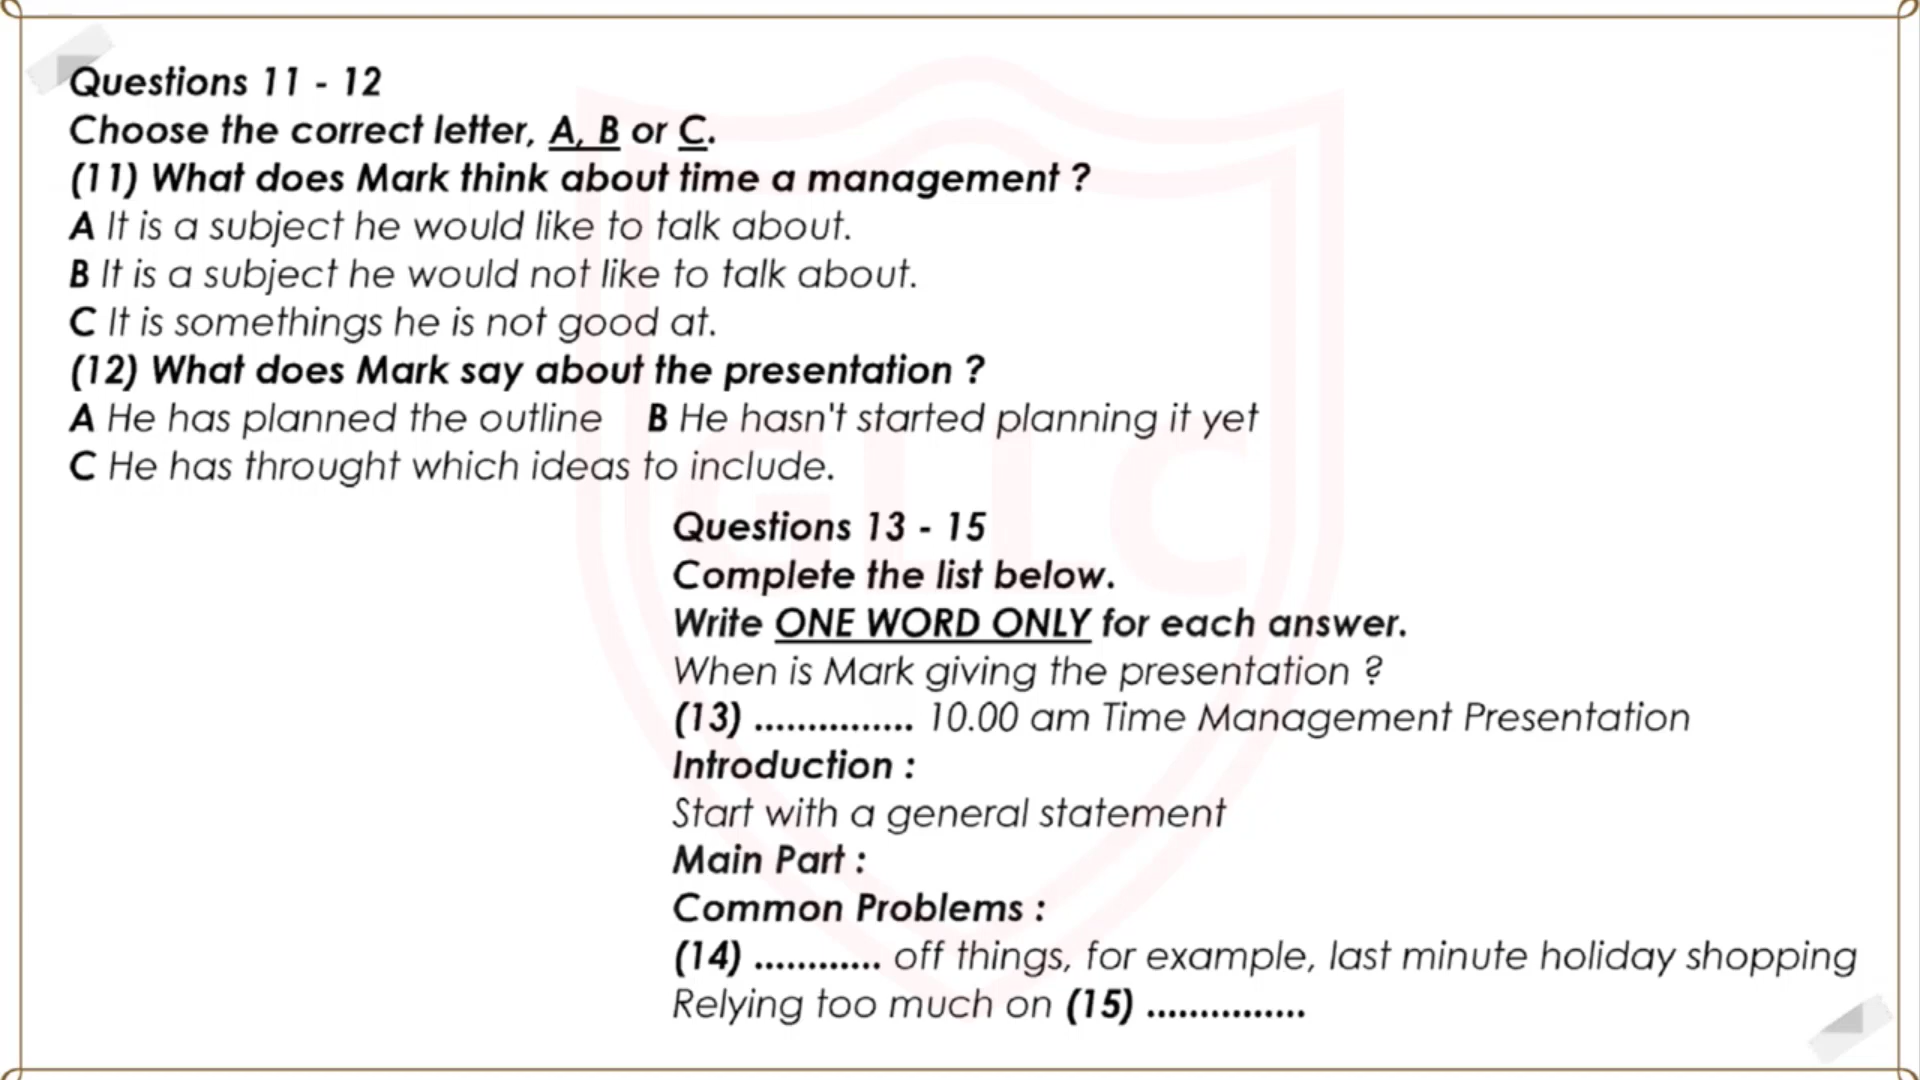 Questions 11 - 12
Choose the correct letter, A, B or C.
(11) What does Mark think about time a management ?
A It is a subject he would like to talk about.
B It is a subject he would not like to talk about.
C It is somethings he is not good at.
(12) What does Mark say about the presentation ?
A He has planned the outline B He hasn't started planning it yet
C He has throught which ideas to include.
Questions 13 - 15
Complete the list below.
Write ONE WORD ONLY for each answer.
When is Mark giving the presentation ?
(13) ............... 10.00 am Time Management Presentation
Introduction :
Start with a general statement
Main Part :
Common Problems :
(14) ............ off things, for example, last minute holiday shopping
Relying too much on (15) ...............
GLLC